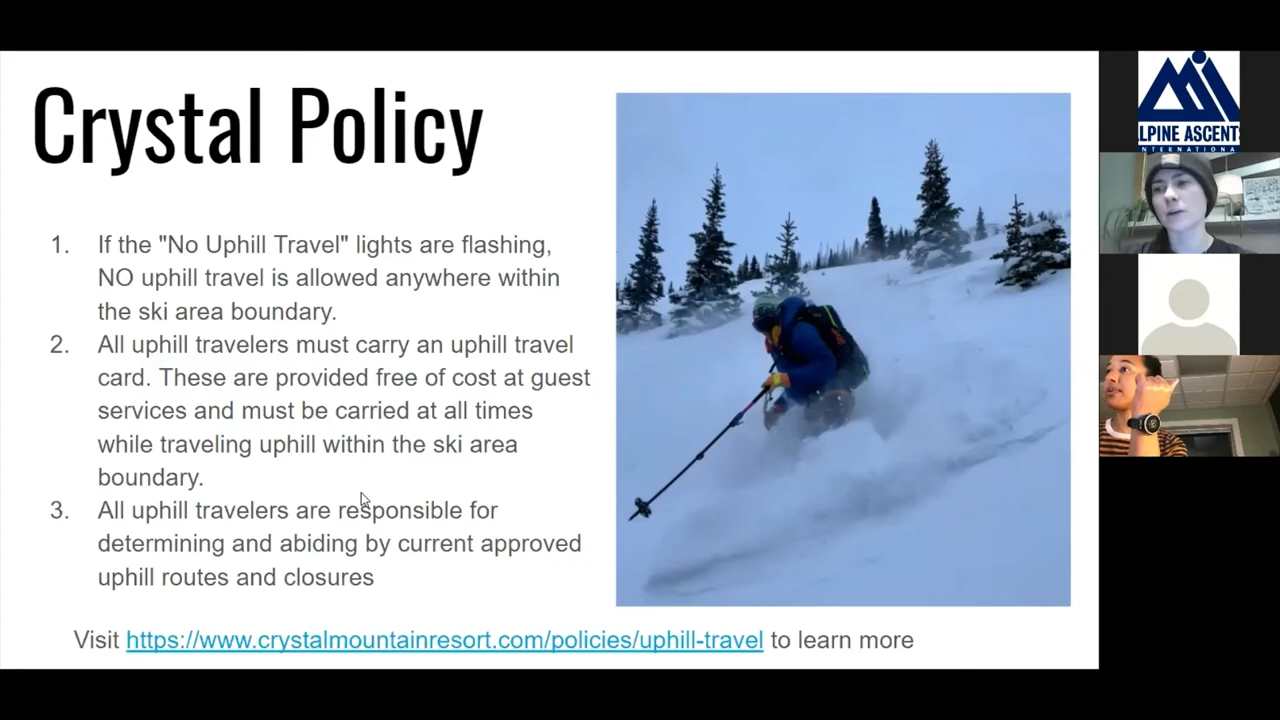 Crystal Policy
1. If the "No Uphill Travel" lights are flashing,
NO uphill travel is allowed anywhere within
the ski area boundary.
2. All uphill travelers must carry an uphill travel
card. These are provided free of cost at guest
services and must be carried at all times
while traveling uphill within the ski area
boundary.
3. All uphill travelers are responsible for
determining and abiding by current approved
uphill routes and closures
Visit https://www.crystalmountainresort.com/policies/uphill-travel to learn more
LPINE ASCENT
NTERNATIONA